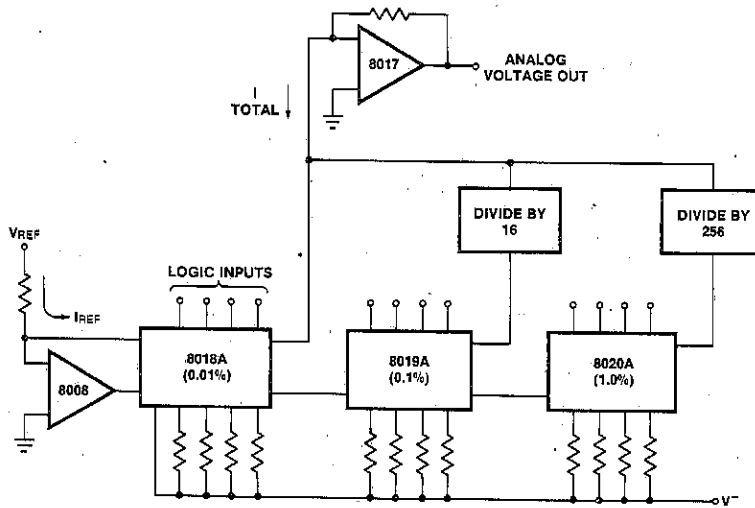 8017
ANALOG
VOLTAGE OUT
I
TOTAL
DIVIDE BY
16
DIVIDE BY
256
VREF
LOGIC INPUTS
IREF
8018A
(0.01%)
8019A
(0.1%)
8020A
(1.0%)
8008
V−